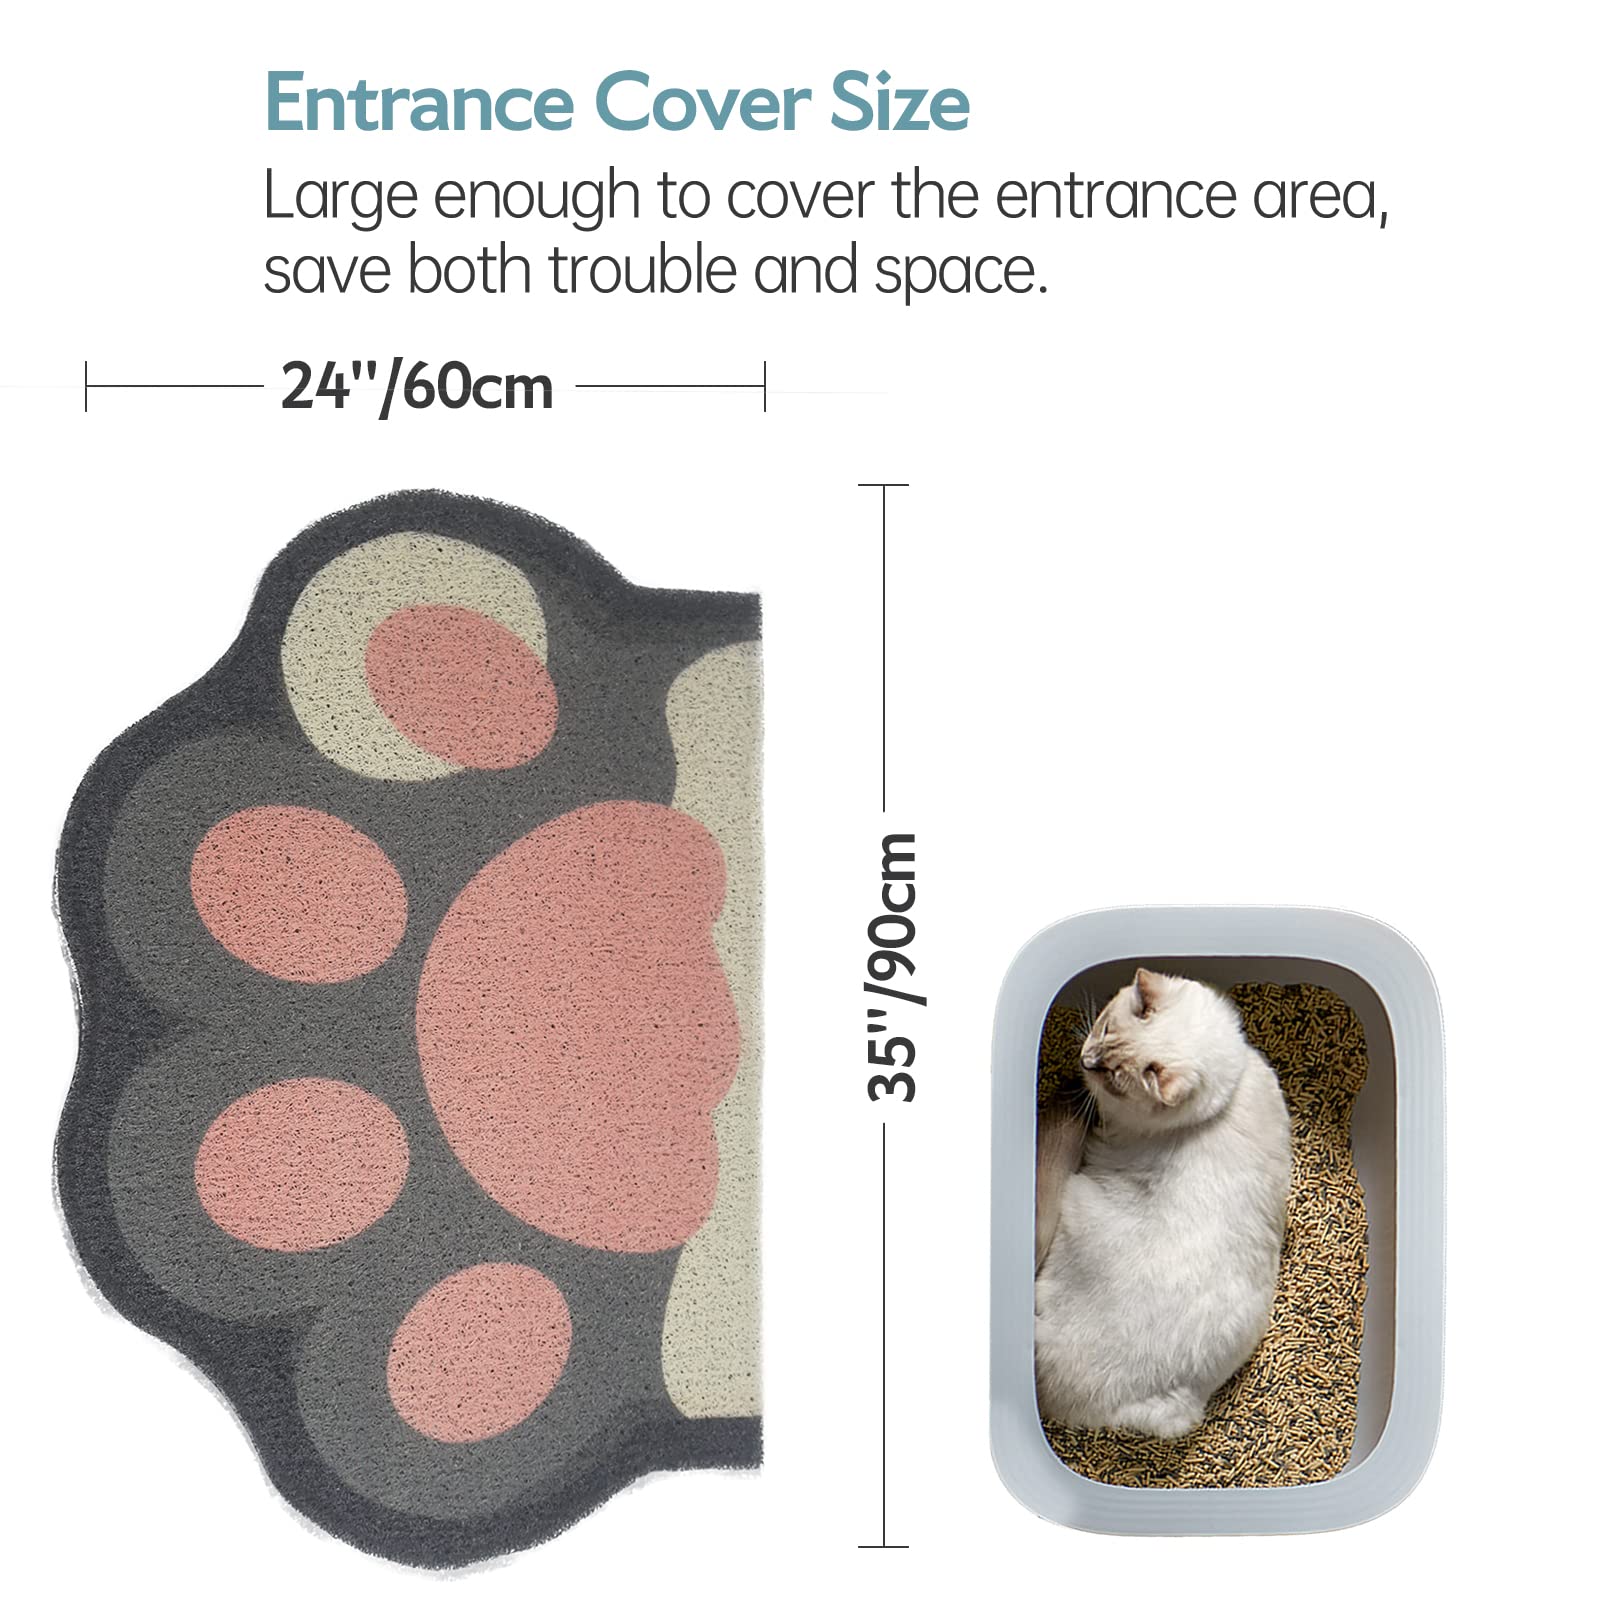 Entrance Cover Size
Large enough to cover the entrance area,
save both trouble and space.
24''/60cm
35''/90cm